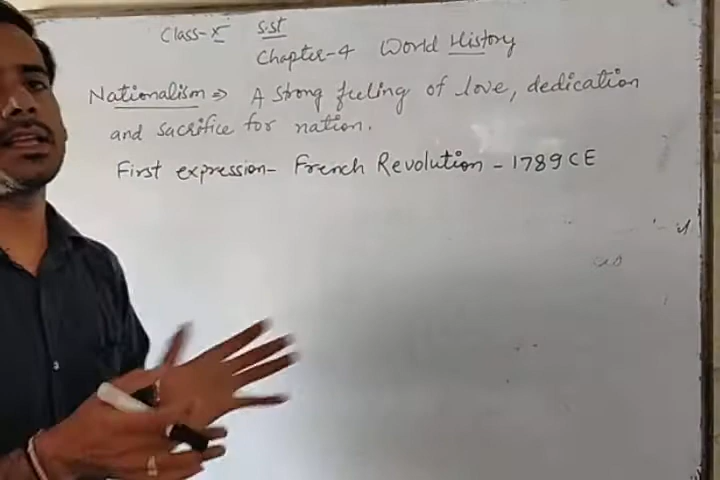 Class-X S.St
Chapter-4 World History
Nationalism ⇒ A strong feeling of love, dedication
and sacrifice for nation.
First expression- French Revolution - 1789 CE